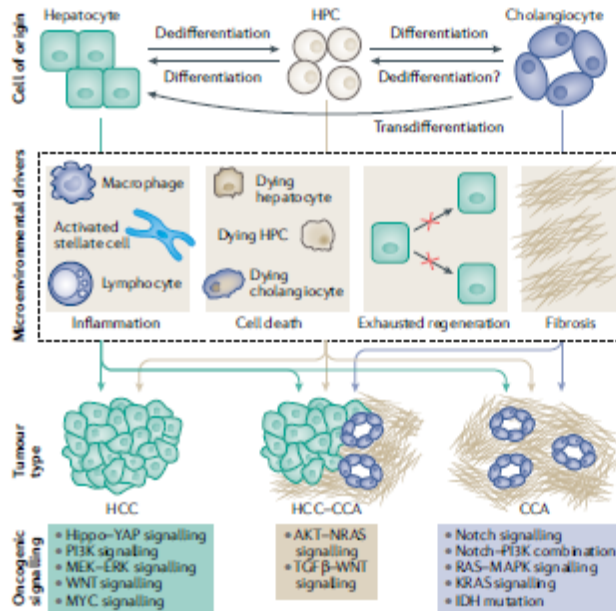 Cell of origin
Hepatocyte
HPC
Cholangiocyte
Dedifferentiation
Differentiation
Differentiation
Dedifferentiation?
Transdifferentiation
Microenvironmental drivers
Macrophage
Activated
stellate cell
Lymphocyte
Inflammation
Dying
hepatocyte
Dying HPC
Dying
cholangiocyte
Cell death
Exhausted regeneration
Fibrosis
Tumour
type
HCC
HCC–CCA
CCA
Oncogenic
signalling
• Hippo–YAP signalling
• PI3K signalling
• MEK–ERK signalling
• WNT signalling
• MYC signalling
• AKT–NRAS
signalling
• TGFβ–WNT
signalling
• Notch signalling
• Notch–PI3K combination
• RAS–MAPK signalling
• KRAS signalling
• IDH mutation